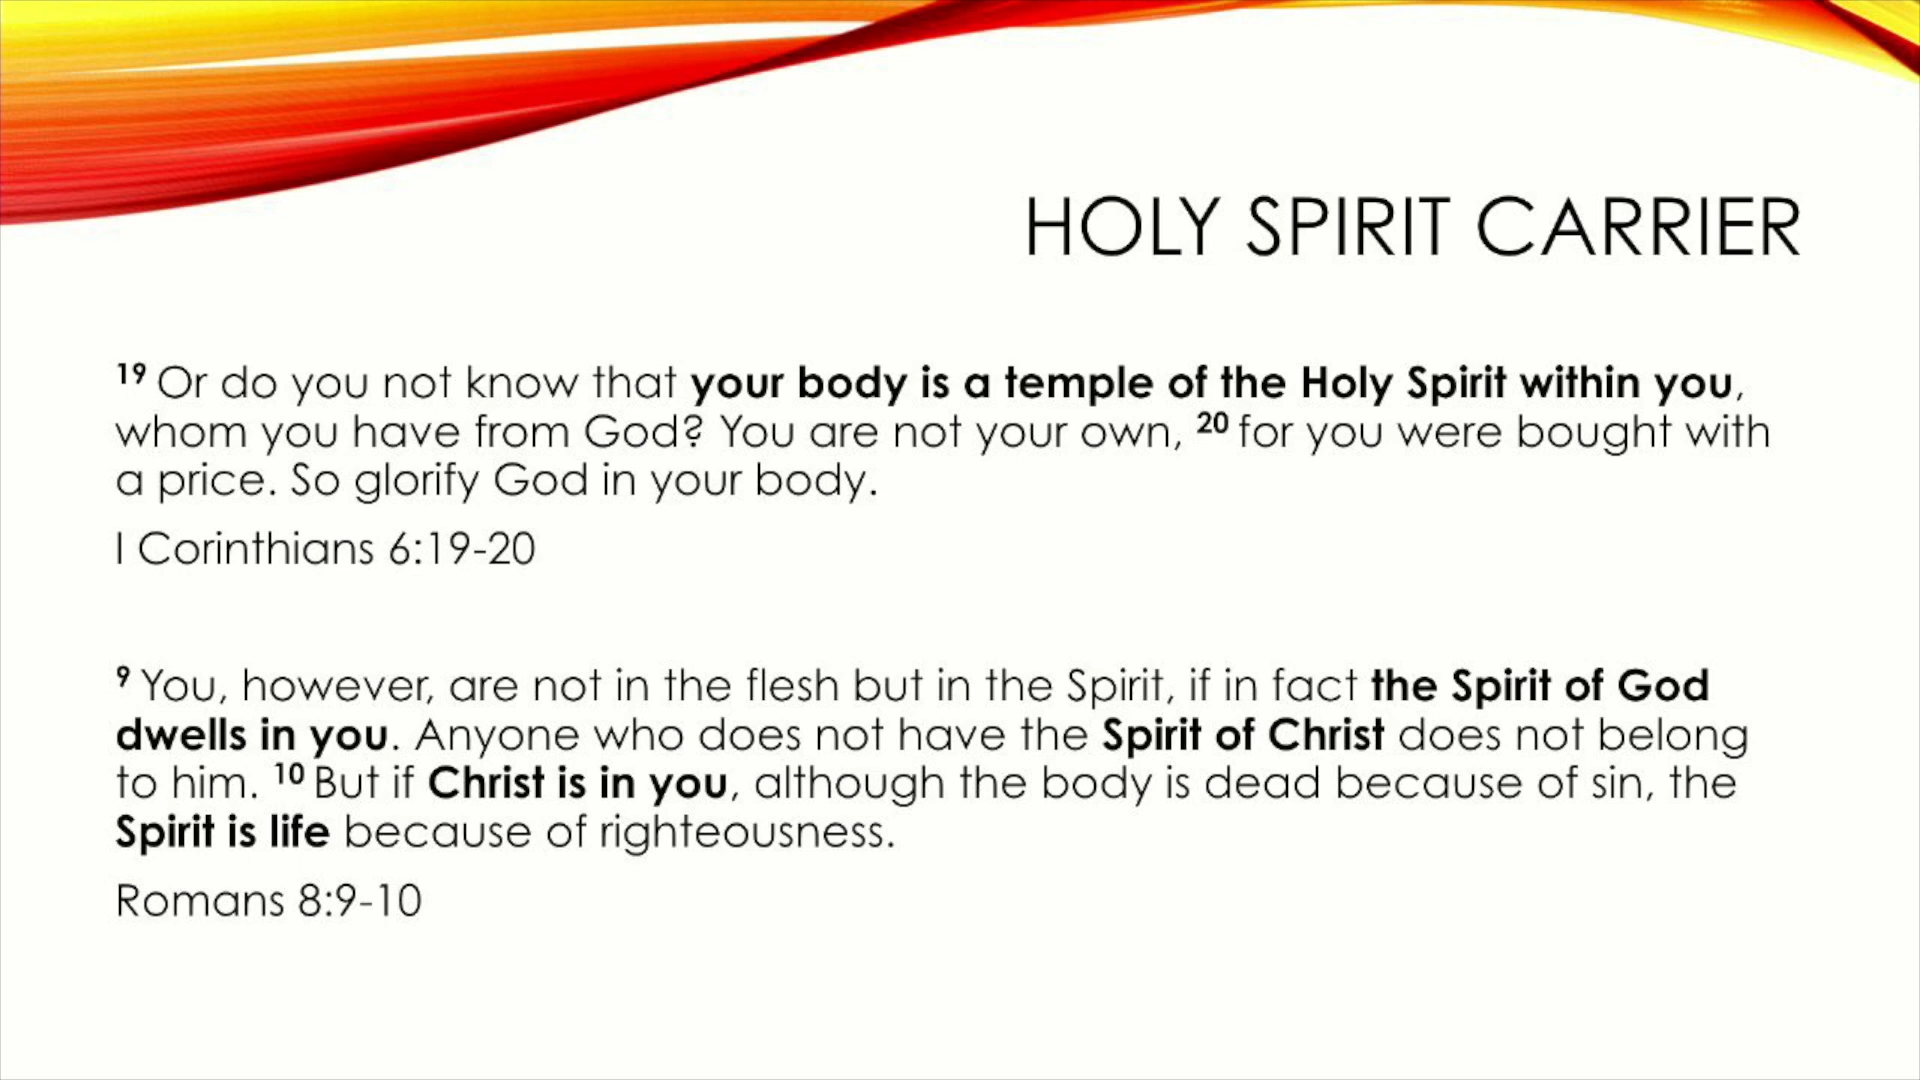 HOLY SPIRIT CARRIER
19 Or do you not know that your body is a temple of the Holy Spirit within you,
whom you have from God? You are not your own, 20 for you were bought with
a price. So glorify God in your body.
I Corinthians 6:19-20
9 You, however, are not in the flesh but in the Spirit, if in fact the Spirit of God
dwells in you. Anyone who does not have the Spirit of Christ does not belong
to him. 10 But if Christ is in you, although the body is dead because of sin, the
Spirit is life because of righteousness.
Romans 8:9-10